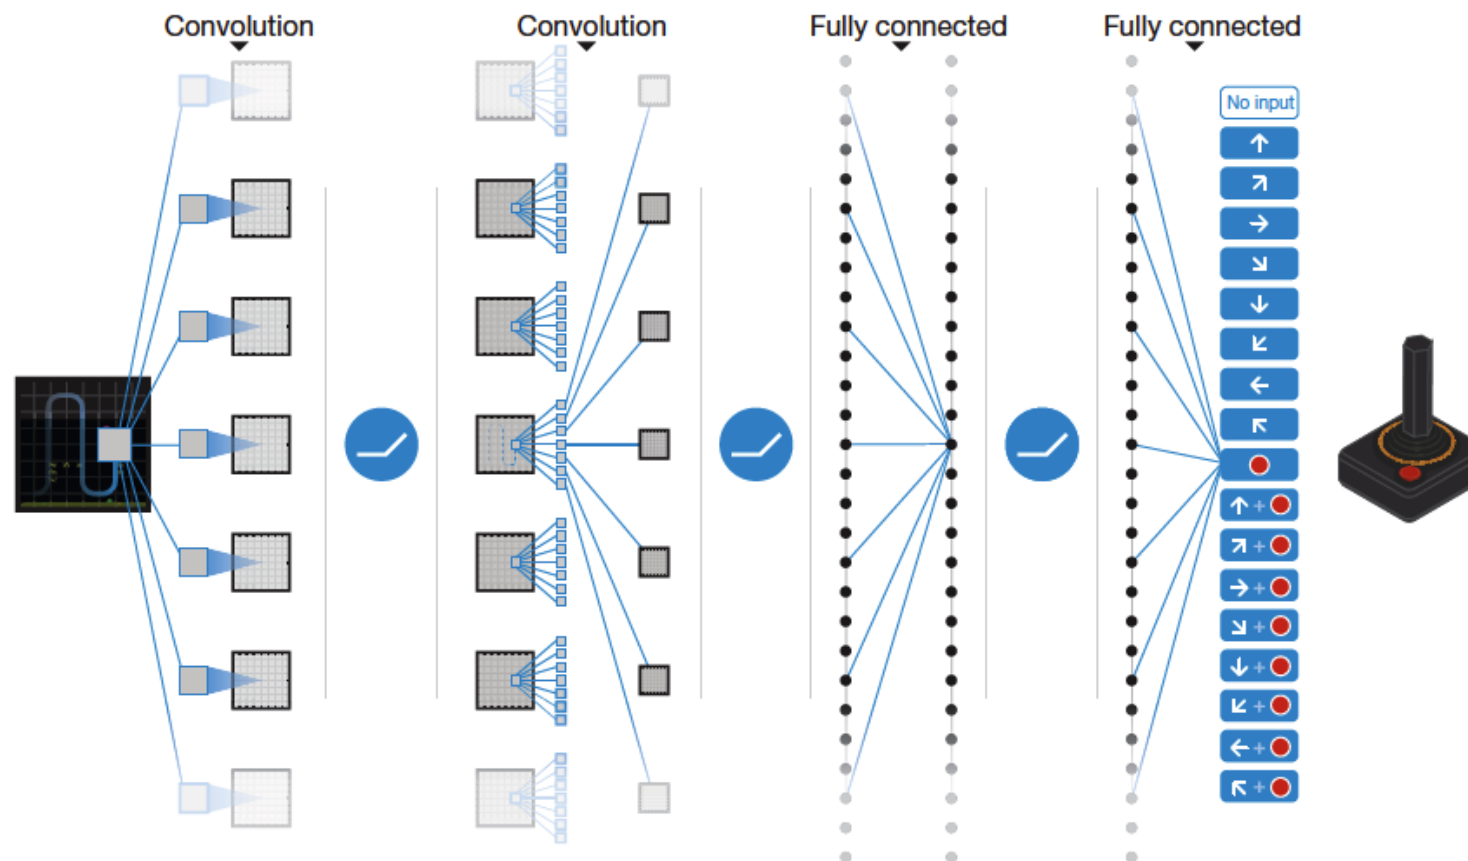 Convolution
Convolution
Fully connected
Fully connected
No input
+
+
+
+
+
+
+
+